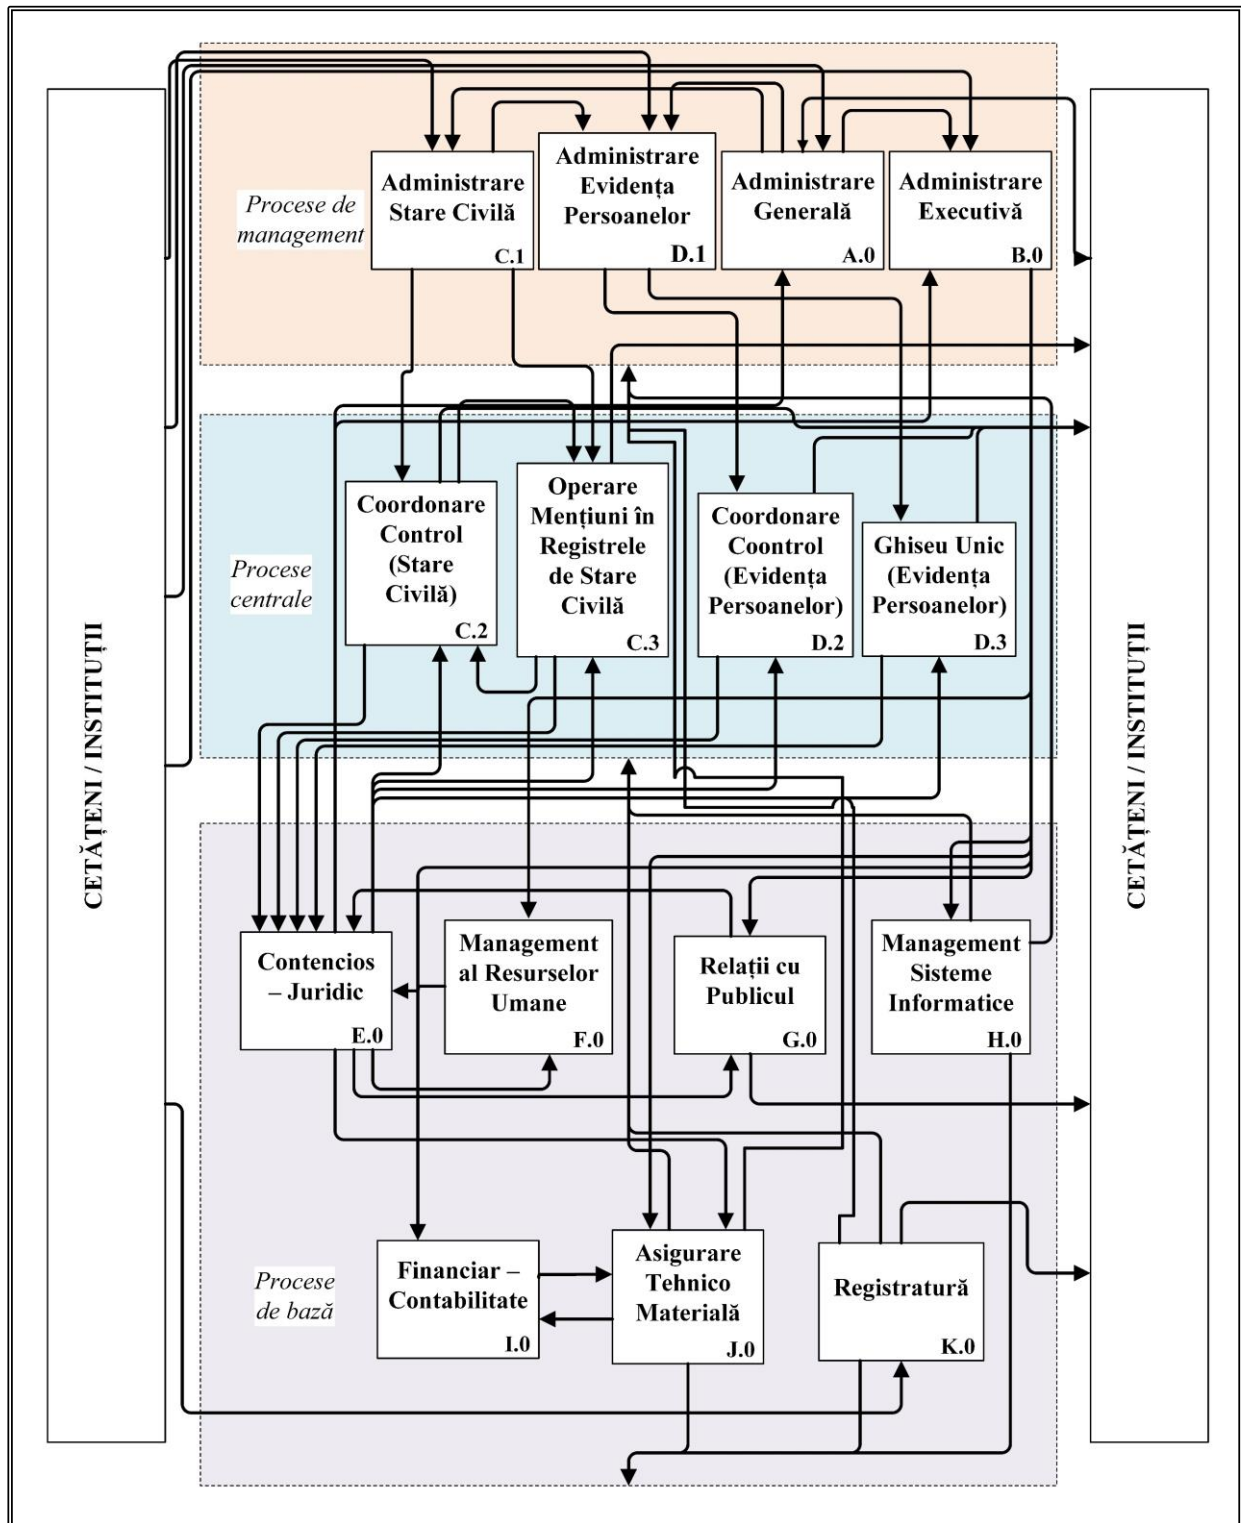 CETĂȚENI / INSTITUȚII
Procese de
management
Administrare
Stare Civilă
C.1
Administrare
Evidența
Persoanelor
D.1
Administrare
Generală
A.0
Administrare
Executivă
B.0
Procese
centrale
Coordonare
Control
(Stare
Civilă)
C.2
Operare
Mențiuni în
Registrele
de Stare
Civilă
C.3
Coordonare
Coontrol
(Evidența
Persoanelor)
D.2
Ghiseu Unic
(Evidența
Persoanelor)
D.3
Contencios
– Juridic
E.0
Management
al Resurselor
Umane
F.0
Relații cu
Publicul
G.0
Management
Sisteme
Informatice
H.0
Procese
de bază
Financiar –
Contabilitate
I.0
Asigurare
Tehnico
Materială
J.0
Registratură
K.0
CETĂȚENI / INSTITUȚII